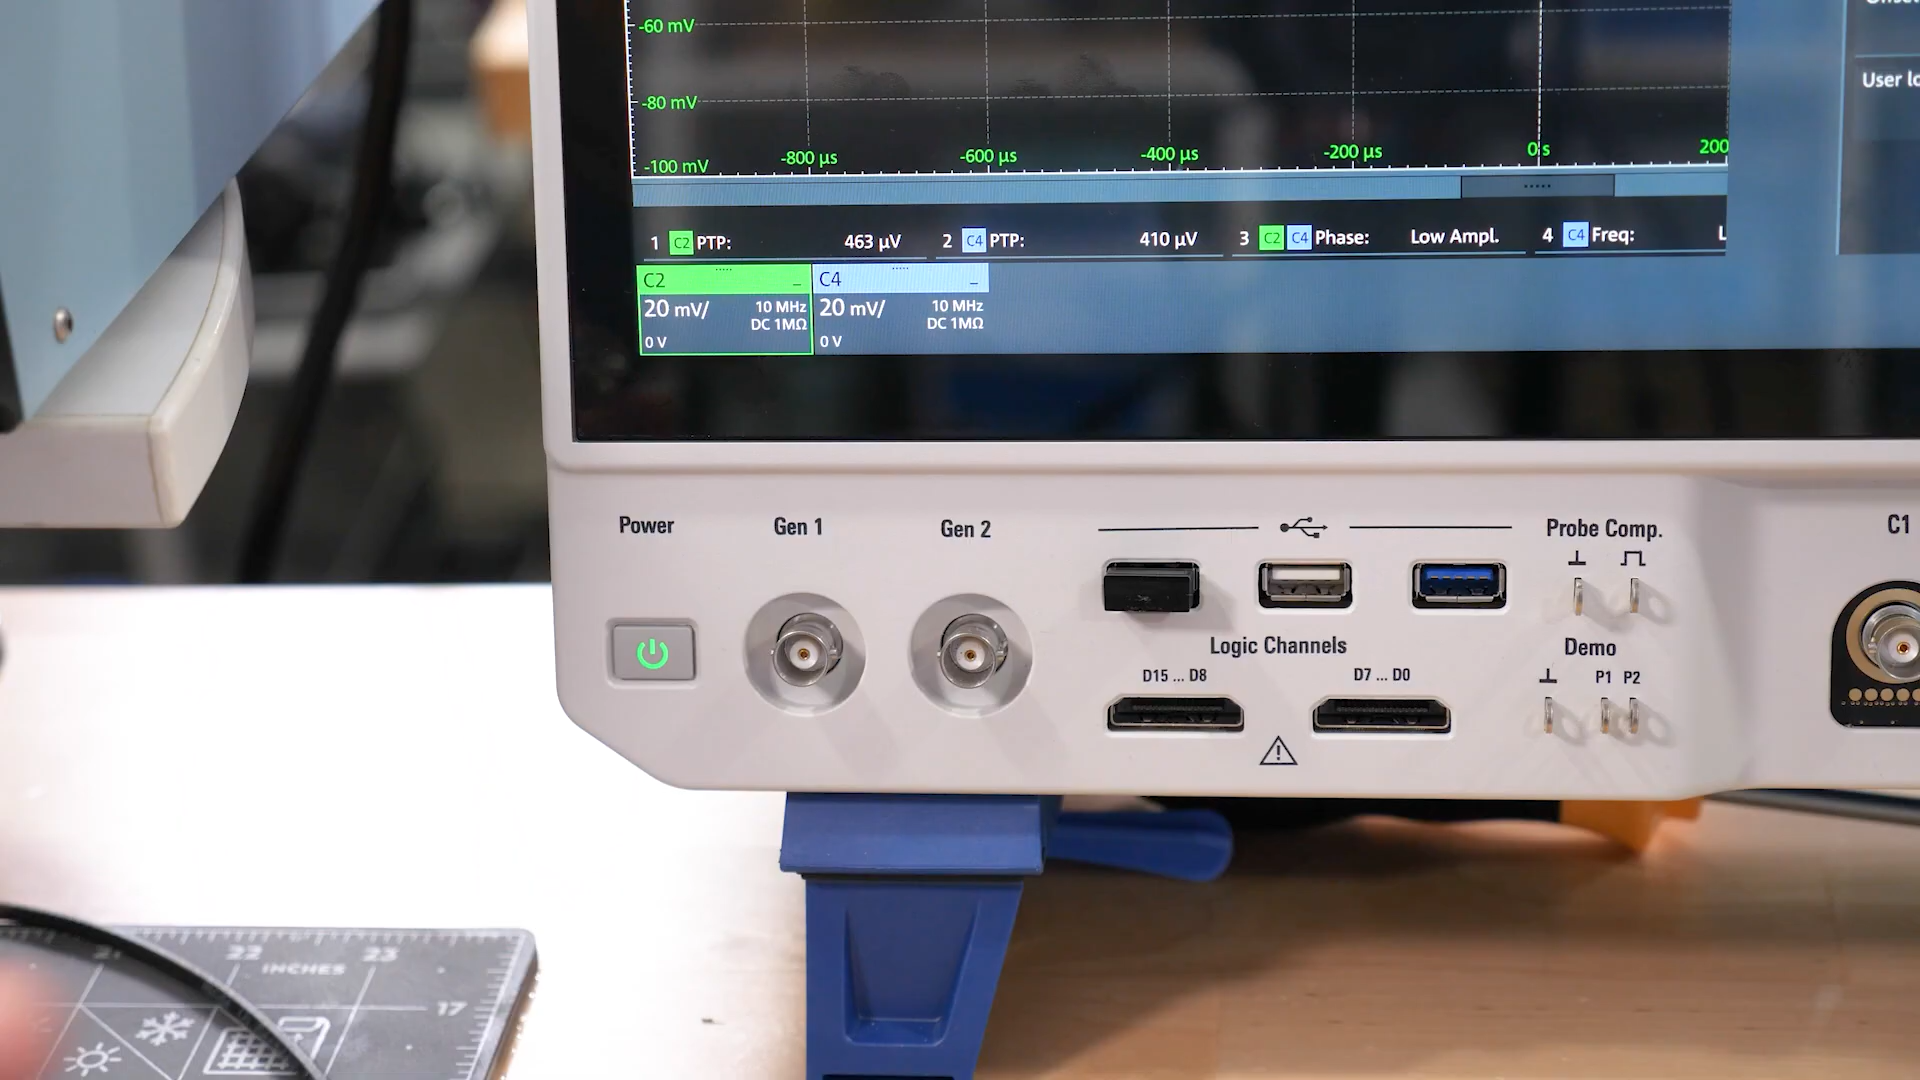 -60 mV
-80 mV
-100 mV
-800 µs
-600 µs
-400 µs
-200 µs
0 s
200
User lo
1 C2 PTP: 463 µV
2 C4 PTP: 410 µV
3 C2 C4 Phase: Low Ampl.
4 C4 Freq: L
C2
20 mV/
10 MHz
DC 1MΩ
0 V
C4
20 mV/
10 MHz
DC 1MΩ
0 V
Power
Gen 1
Gen 2
Probe Comp.
C1
Logic Channels
D15 ... D8
D7 ... D0
Demo
P1 P2
22
23
INCHES
17